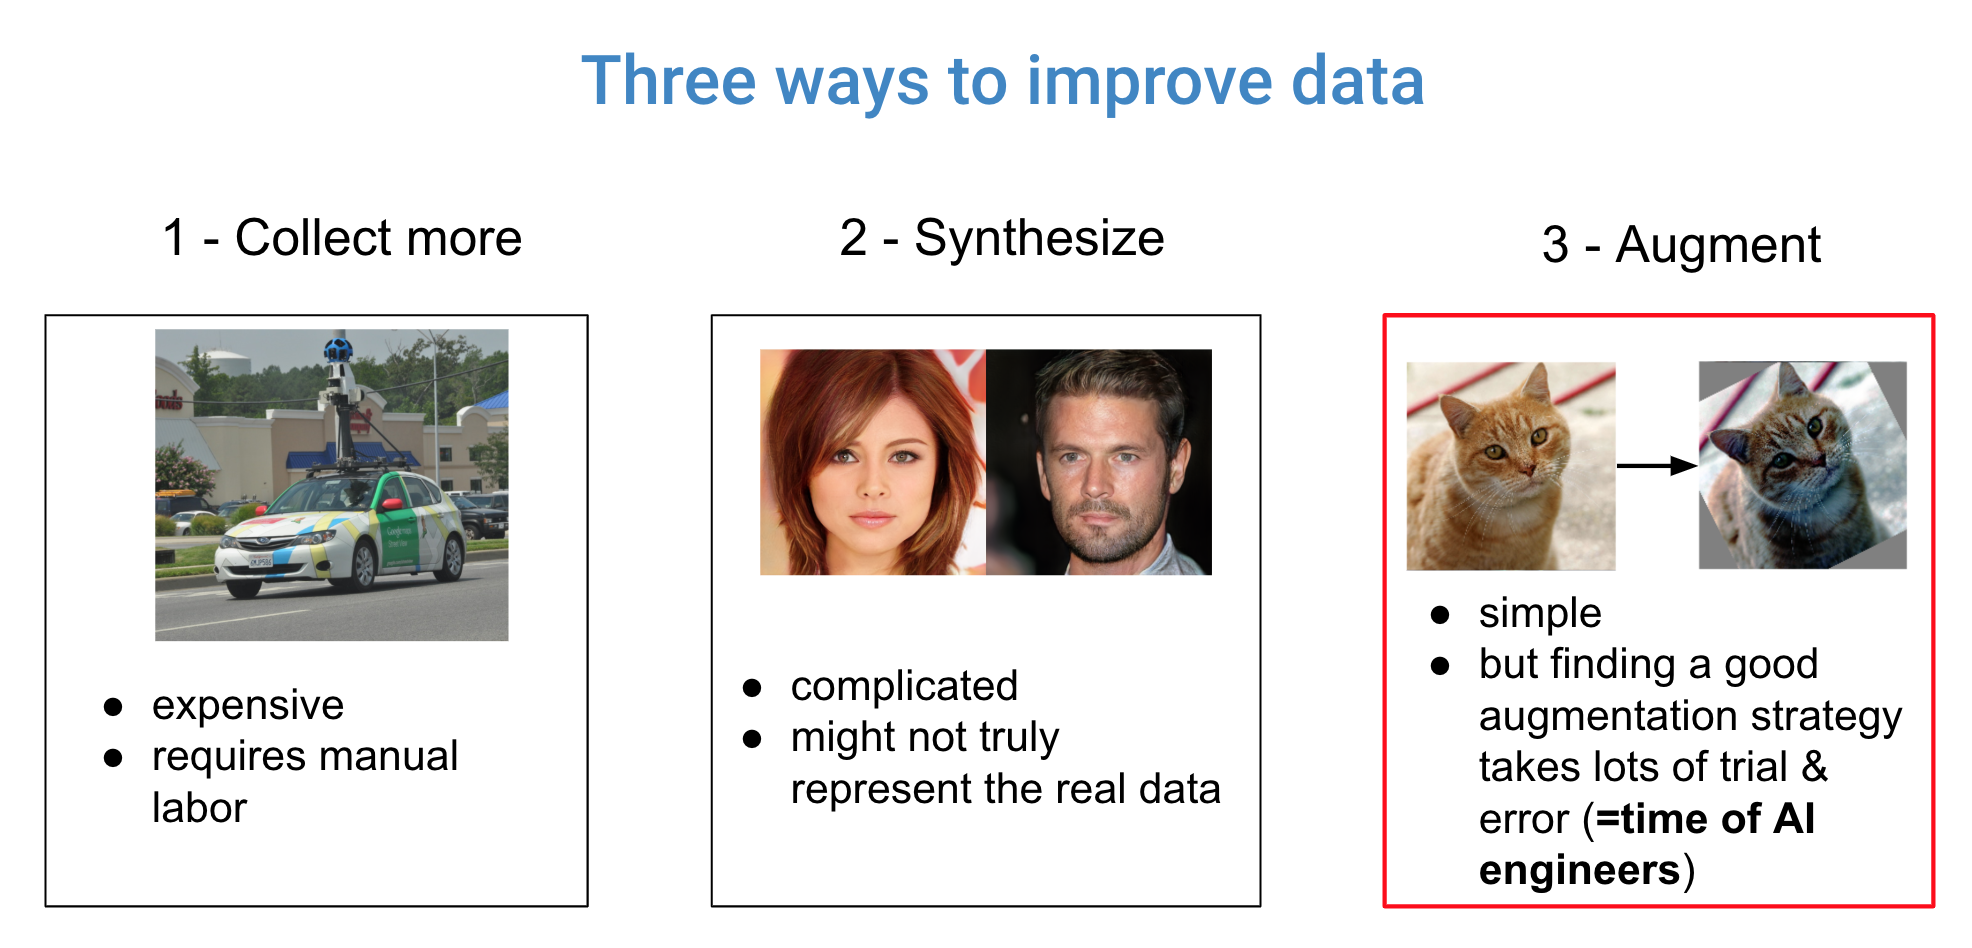 Three ways to improve data
1 - Collect more
2 - Synthesize
3 - Augment
● expensive
● requires manual
labor
● complicated
● might not truly
represent the real data
● simple
● but finding a good
augmentation strategy
takes lots of trial &
error (=time of AI
engineers)